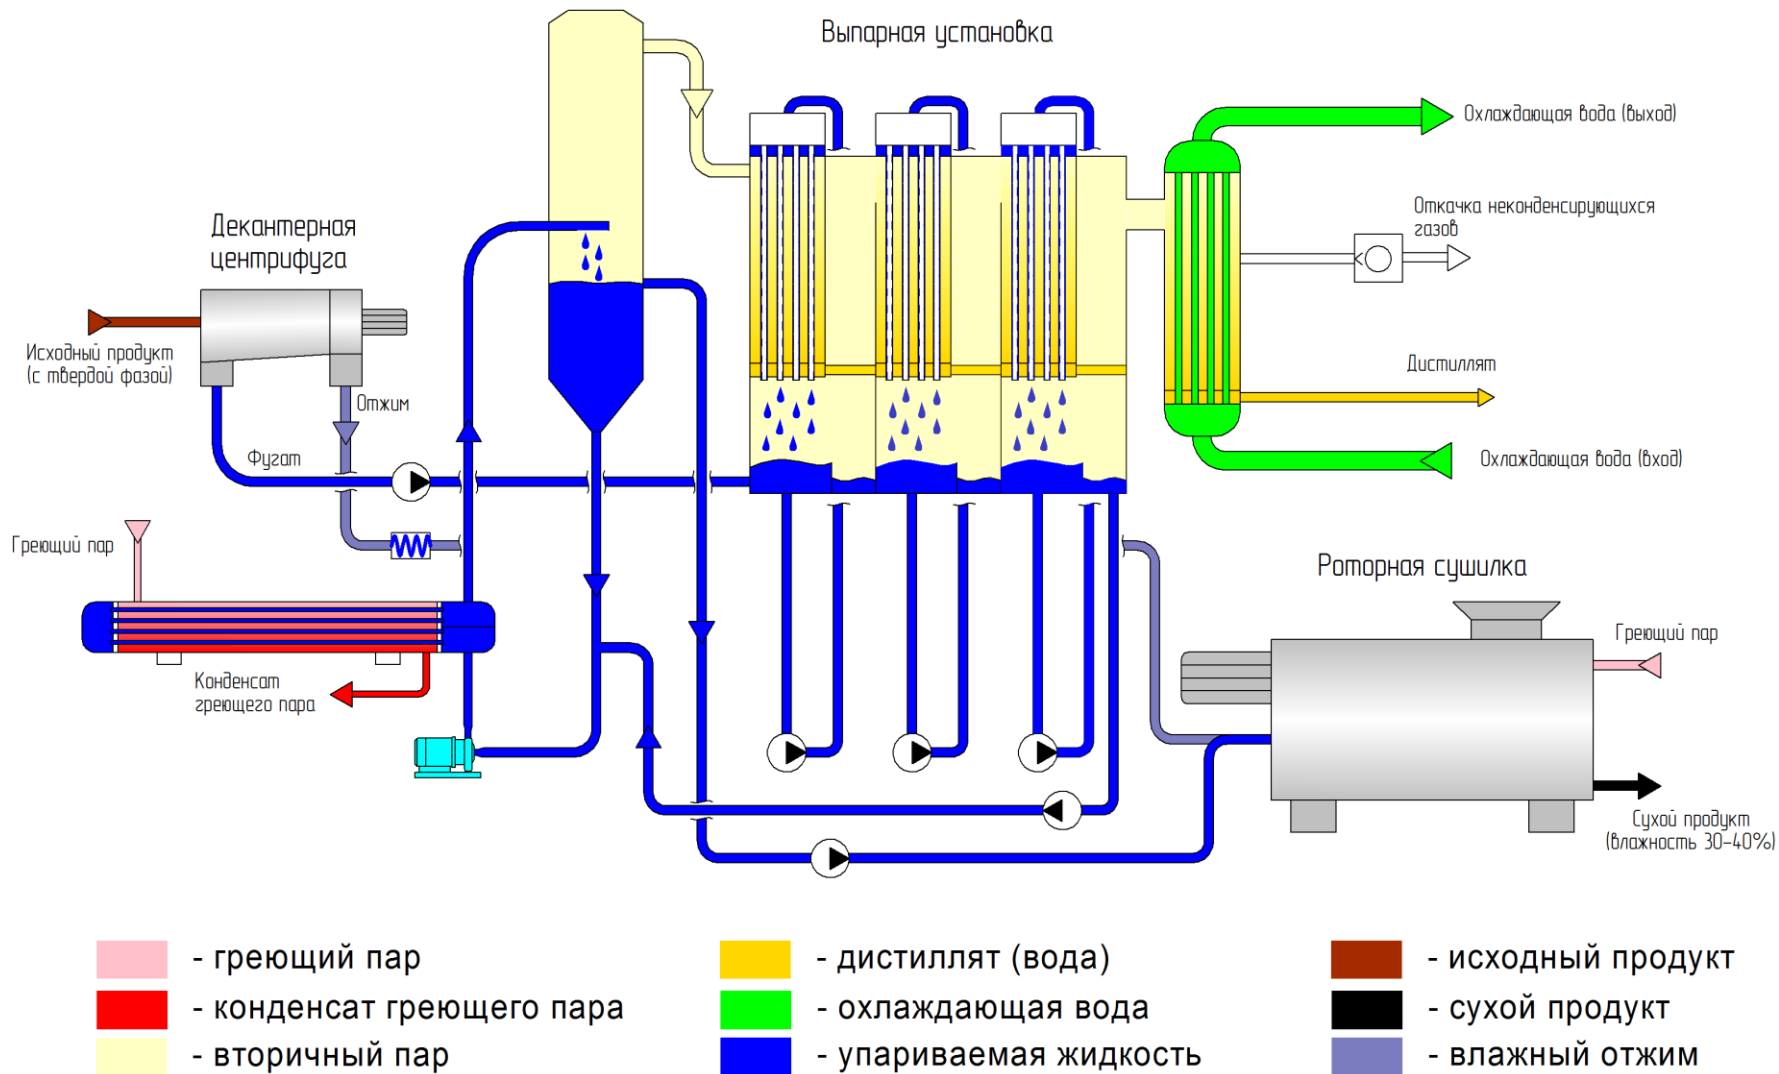 Выпарная установка
Охлаждающая вода (выход)
Откачка неконденсирующихся
газов
Декантерная
центрифуга
Исходный продукт
(с твердой фазой)
Отжим
Дистиллят
Фугат
Охлаждающая вода (вход)
Греющий пар
Роторная сушилка
Греющий пар
Конденсат
греющего пара
Сухой продукт
(влажность 30-40%)
- греющий пар
- конденсат греющего пара
- вторичный пар
- дистиллят (вода)
- охлаждающая вода
- упариваемая жидкость
- исходный продукт
- сухой продукт
- влажный отжим